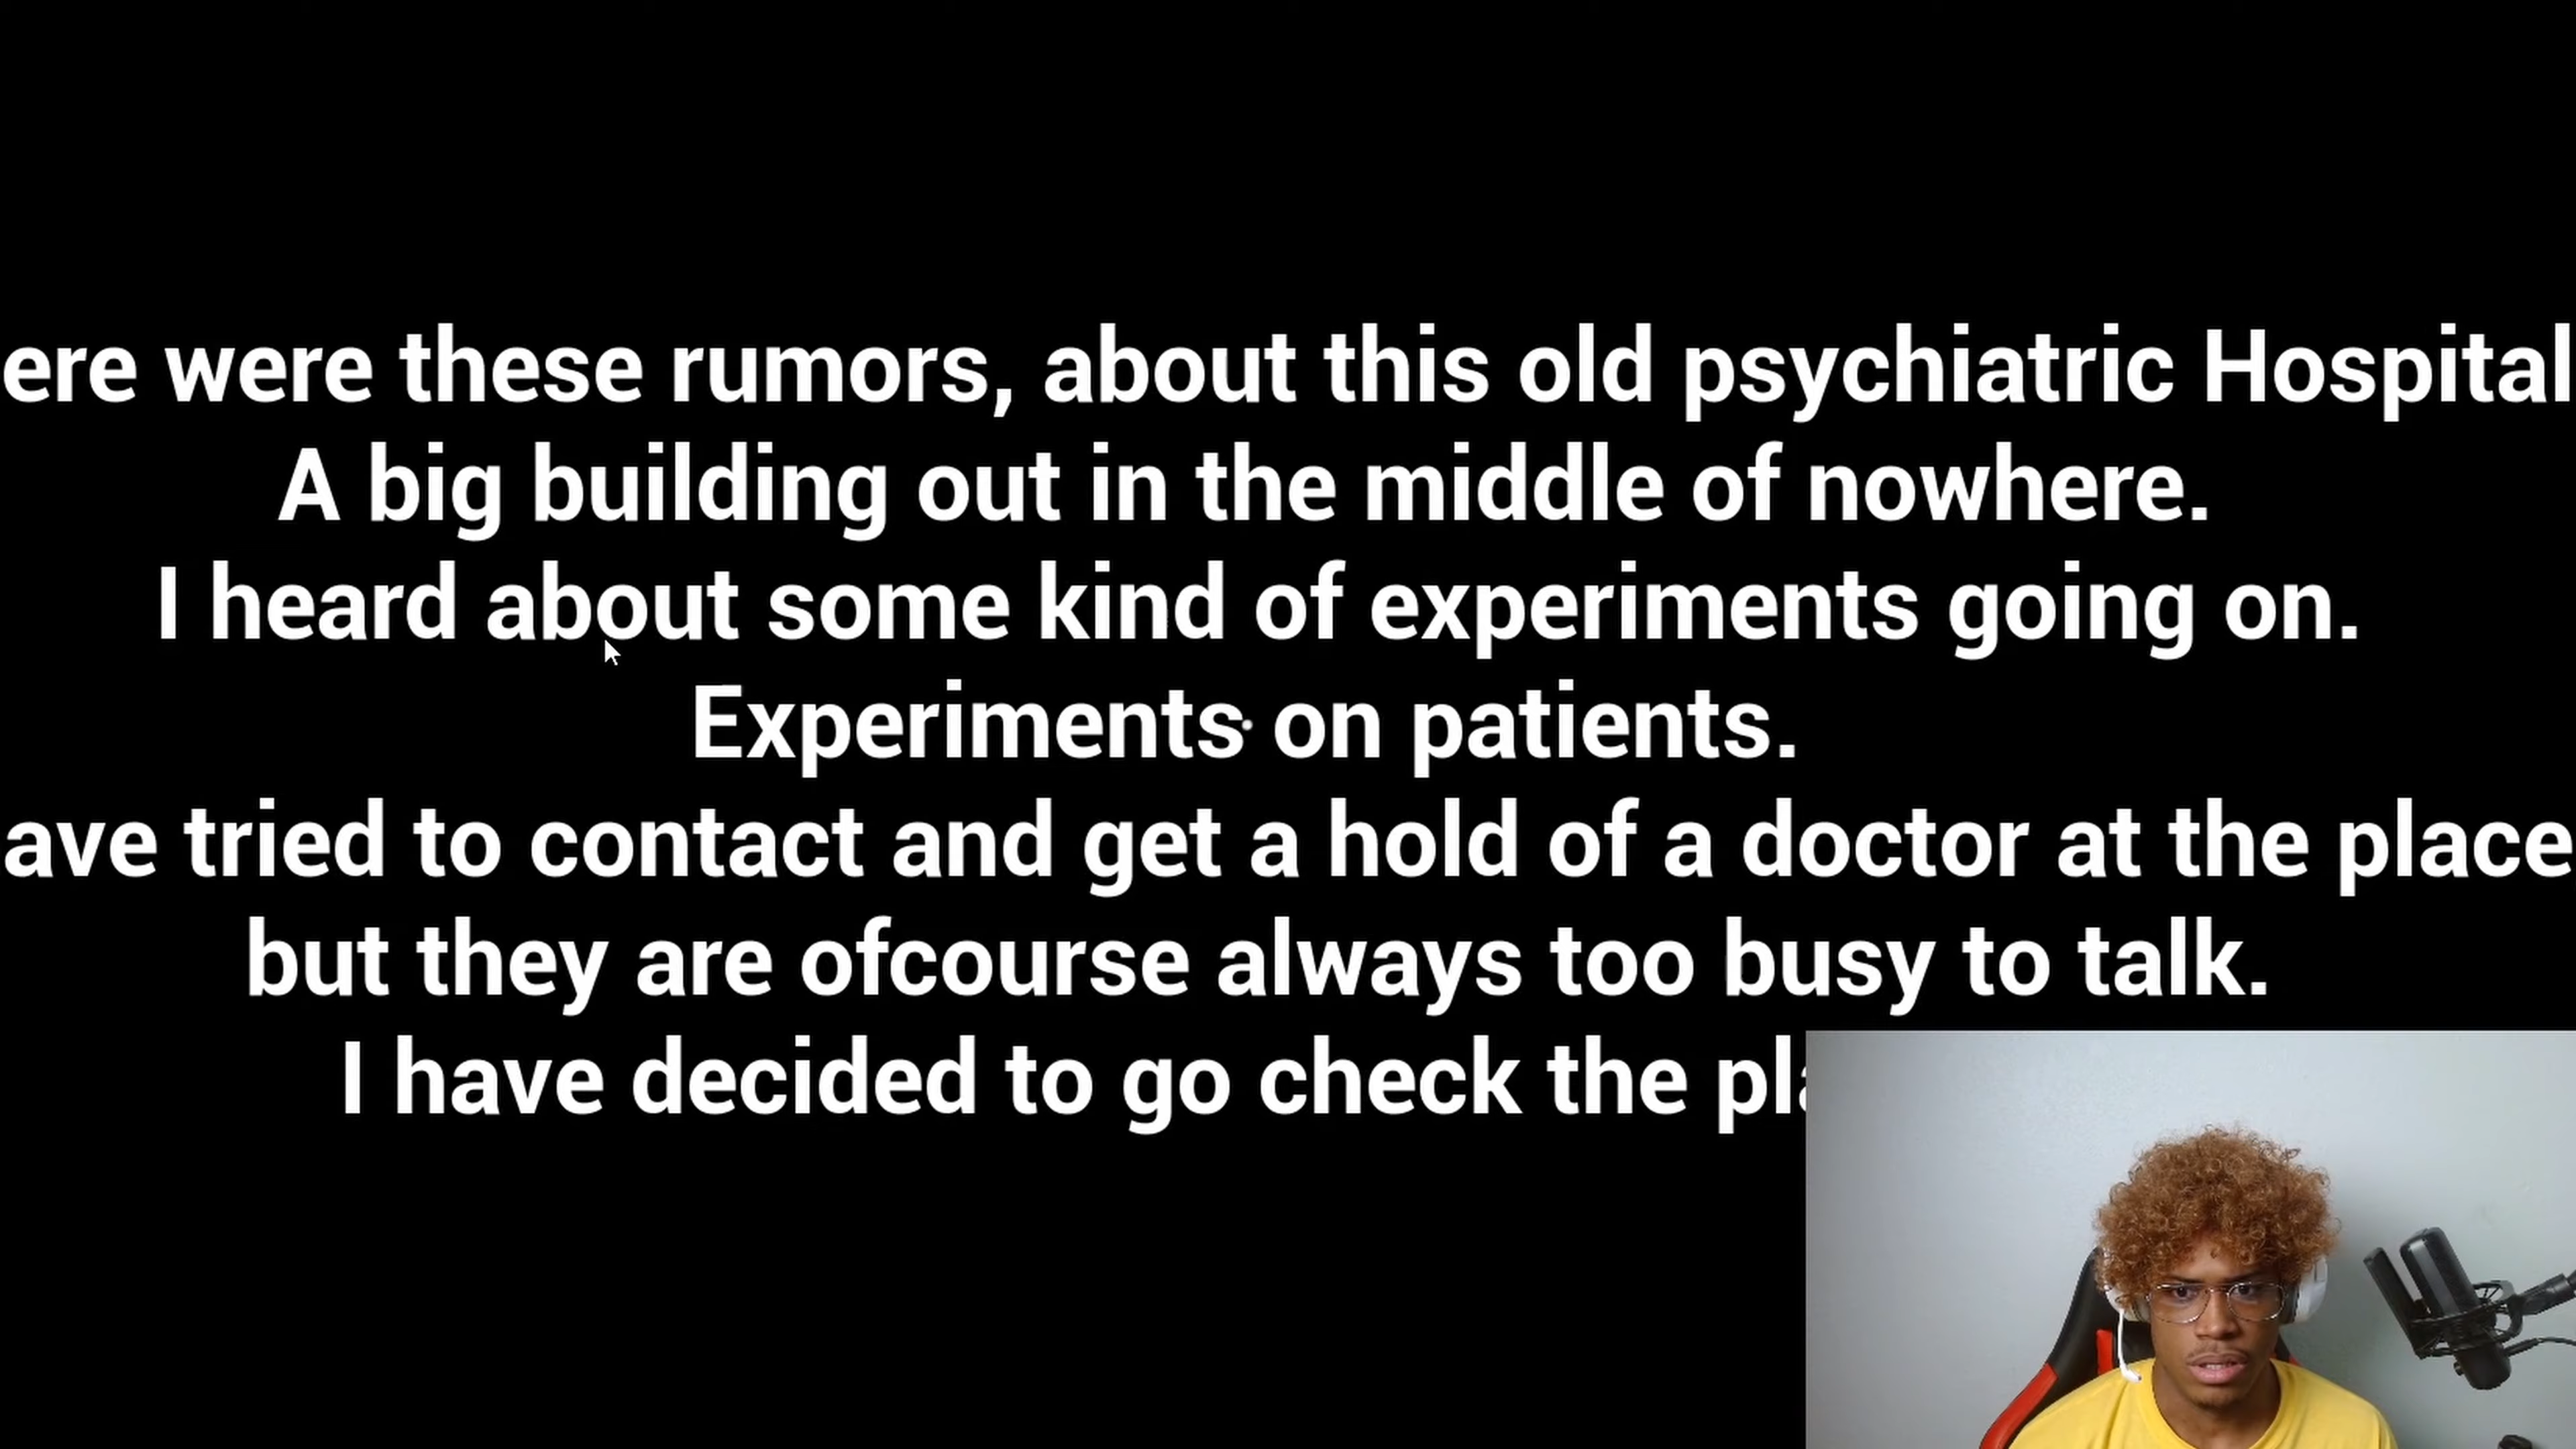 ere were these rumors, about this old psychiatric Hospital
A big building out in the middle of nowhere.
I heard about some kind of experiments going on.
Experiments on patients.
ave tried to contact and get a hold of a doctor at the place
but they are ofcourse always too busy to talk.
I have decided to go check the pla